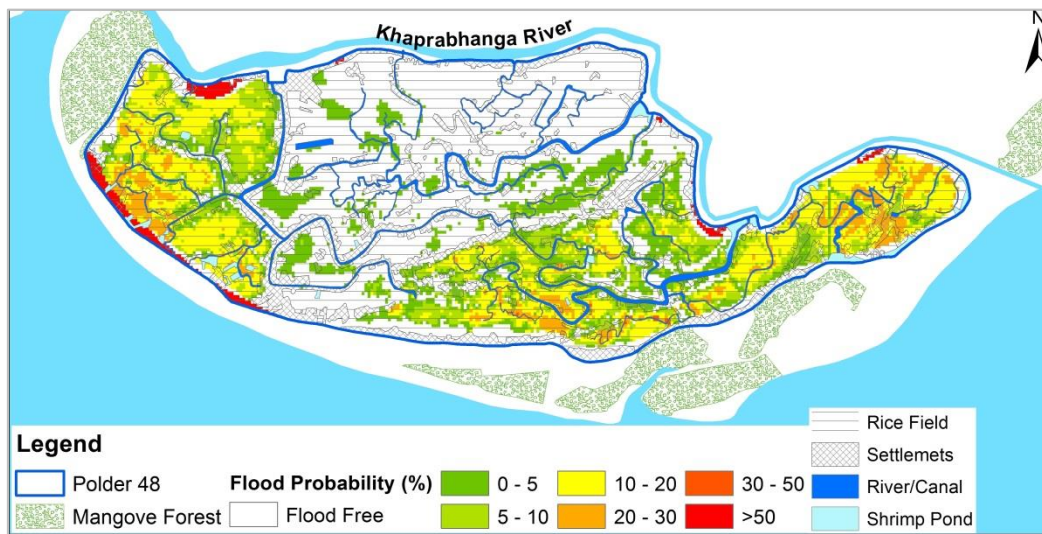 Khaprabhanga River
N
Legend
Polder 48
Mangove Forest
Flood Probability (%)
Flood Free
0 - 5
5 - 10
10 - 20
20 - 30
30 - 50
>50
Rice Field
Settlemets
River/Canal
Shrimp Pond